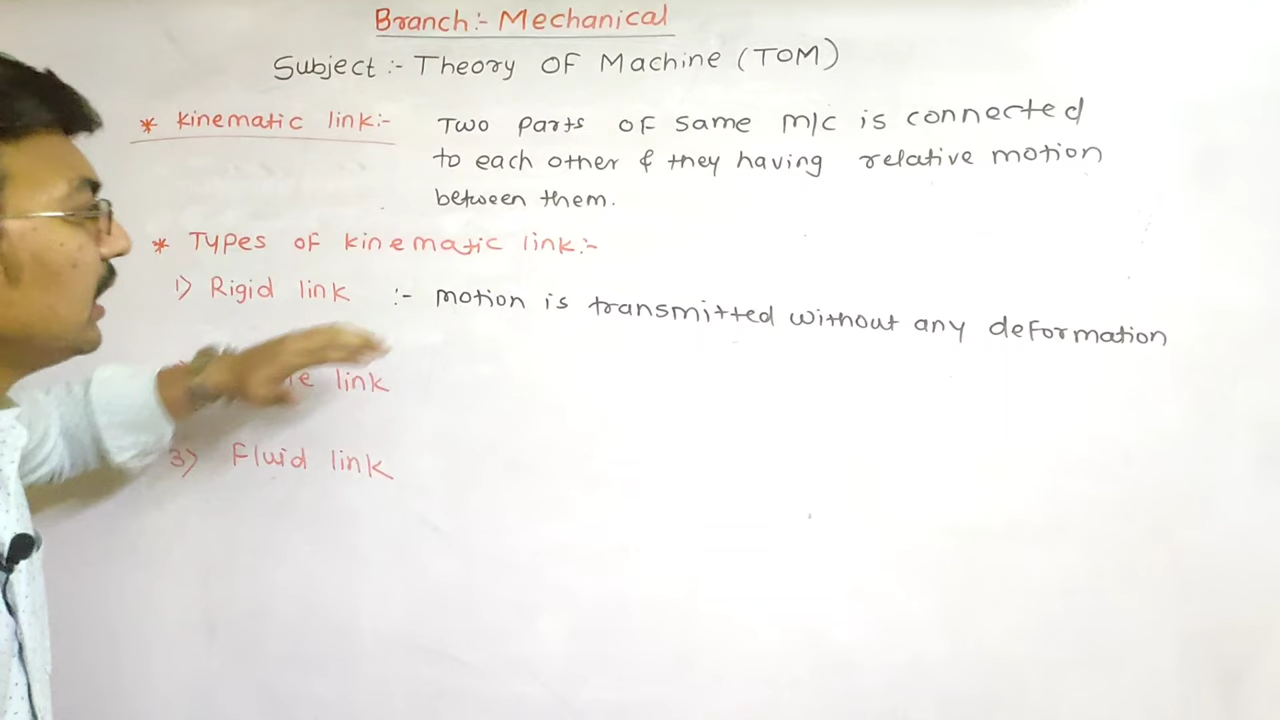 Branch:- Mechanical
Subject:- Theory OF Machine (TOM)
* Kinematic link:- Two parts OF same M/C is connected
to each other & they having relative motion
between them.
* Types OF kinematic link:-
1) Rigid link :- motion is transmitted without any deformation
link
3) Fluid link